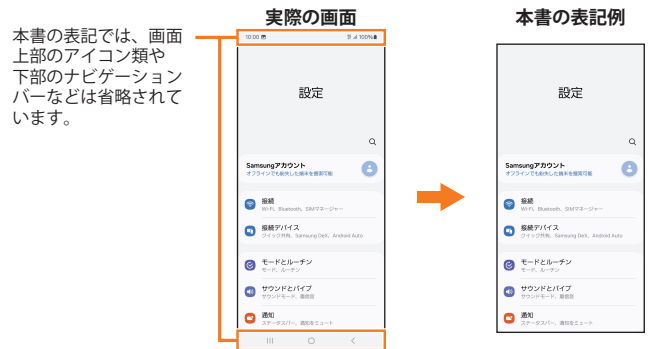 実際の画面
本書の表記例
本書の表記では、画面
上部のアイコン類や
下部のナビゲーション
バーなどは省略されて
います。
10:00
100%
設定
Samsungアカウント
オフラインでも紛失した端末を捜索可能
接続
Wi-Fi、Bluetooth、SIMマネージャー
接続デバイス
クイック共有、Samsung DeX、Android Auto
モードとルーチン
モード、ルーチン
サウンドとバイブ
サウンドモード、着信音
通知
ステータスバー、通知をミュート
設定
Samsungアカウント
オフラインでも紛失した端末を捜索可能
接続
Wi-Fi、Bluetooth、SIMマネージャー
接続デバイス
クイック共有、Samsung DeX、Android Auto
モードとルーチン
モード、ルーチン
サウンドとバイブ
サウンドモード、着信音
通知
ステータスバー、通知をミュート